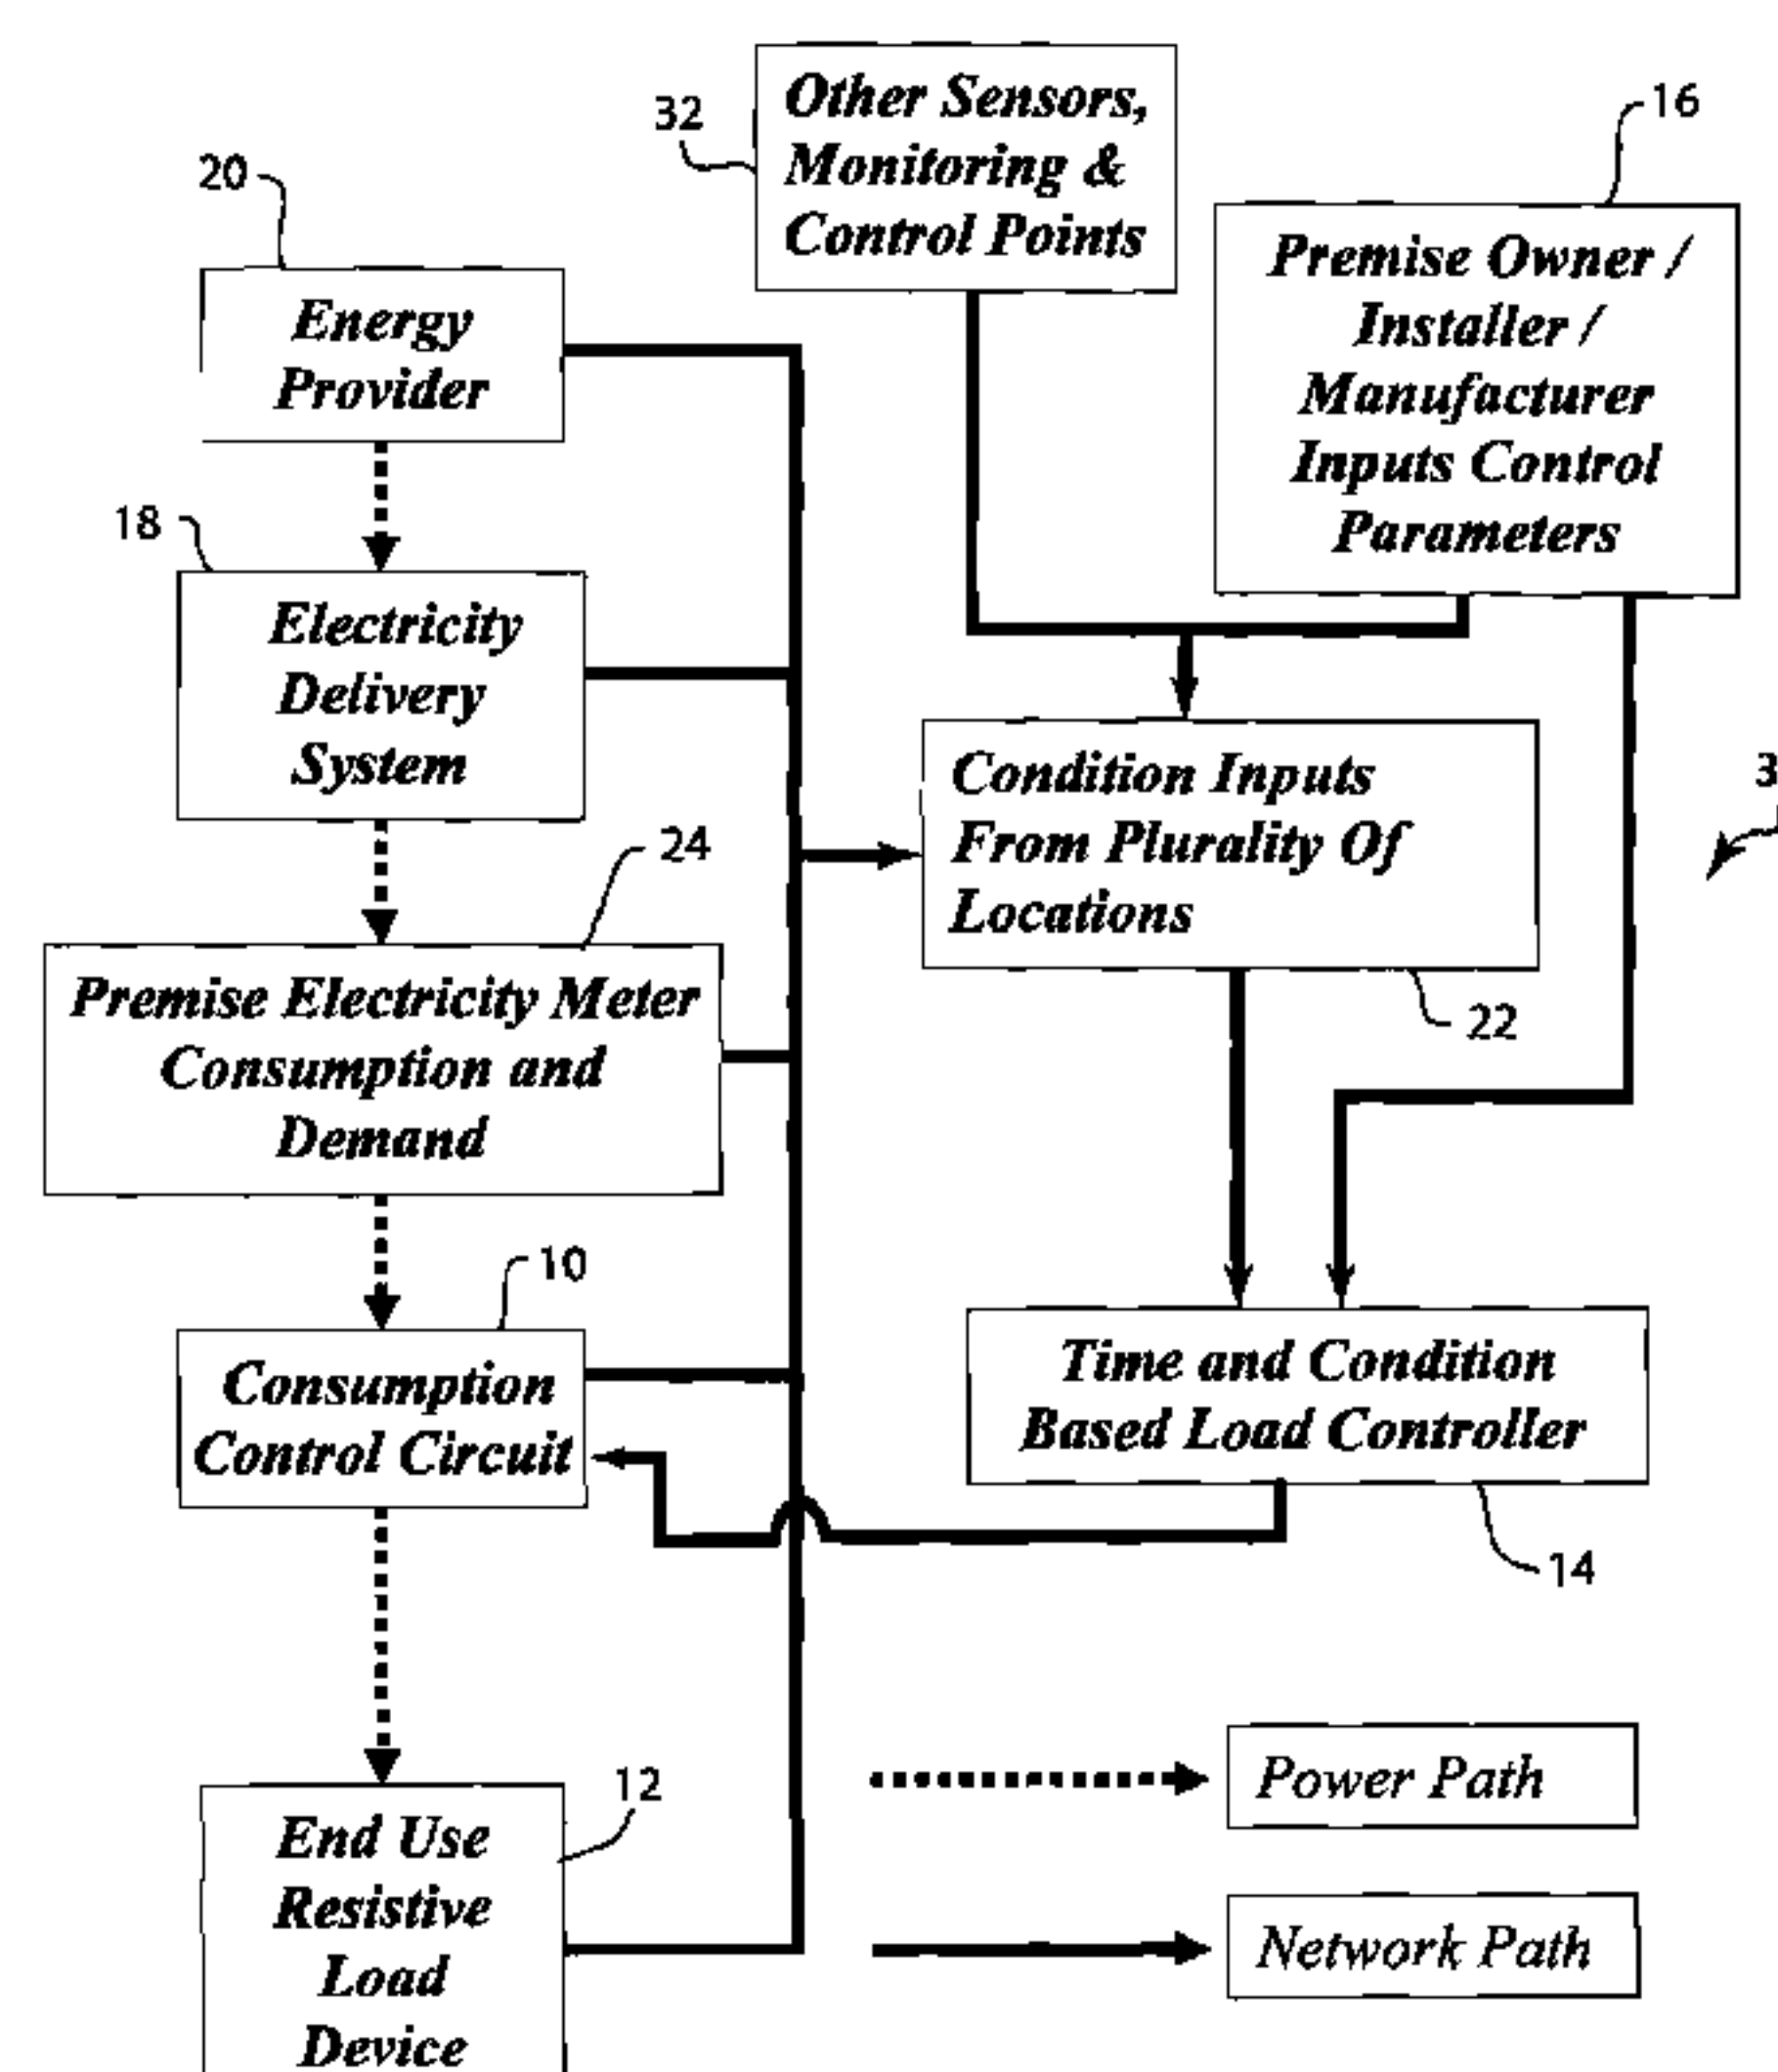 32
Other Sensors,
Monitoring &
Control Points
16
Premise Owner /
Installer /
Manufacturer
Inputs Control
Parameters
20
Energy
Provider
18
Electricity
Delivery
System
Condition Inputs
From Plurality Of
Locations
22
3
24
Premise Electricity Meter
Consumption and
Demand
10
Consumption
Control Circuit
Time and Condition
Based Load Controller
14
12
End Use
Resistive
Load
Device
Power Path
Network Path